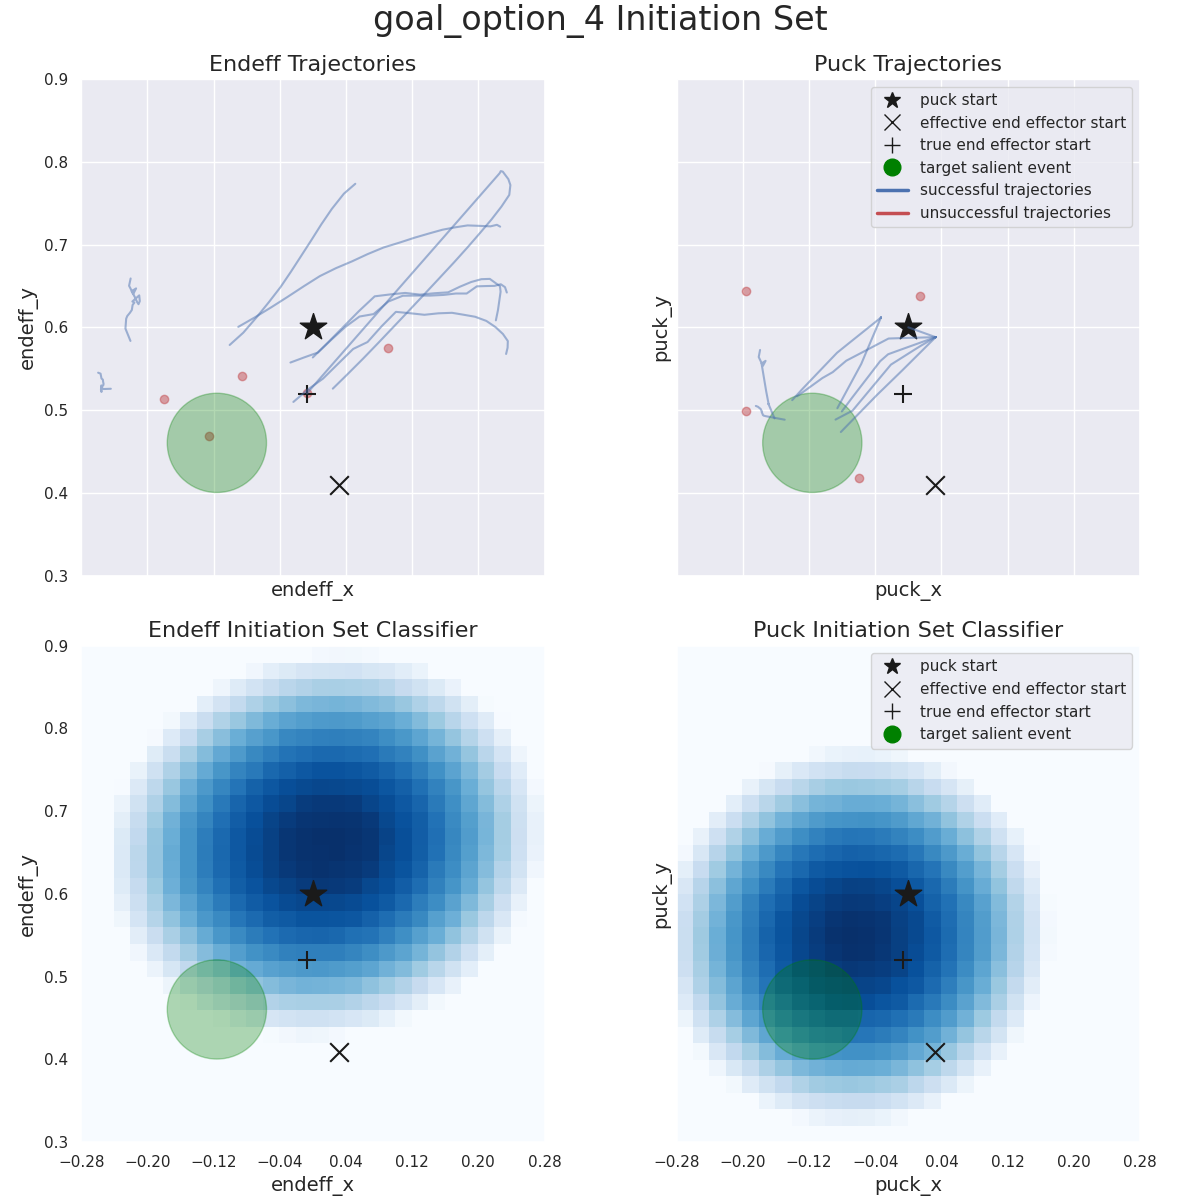 goal_option_4 Initiation Set
Endeff Trajectories
0.9
0.8
0.7
0.6
0.5
0.4
0.3
endeff_y
endeff_x
Puck Trajectories
puck start
effective end effector start
true end effector start
target salient event
successful trajectories
unsuccessful trajectories
puck_y
puck_x
Endeff Initiation Set Classifier
0.9
0.8
0.7
0.6
0.5
0.4
0.3
endeff_y
−0.28 −0.20 −0.12 −0.04 0.04 0.12 0.20 0.28
endeff_x
Puck Initiation Set Classifier
puck start
effective end effector start
true end effector start
target salient event
puck_y
−0.28 −0.20 −0.12 −0.04 0.04 0.12 0.20 0.28
puck_x